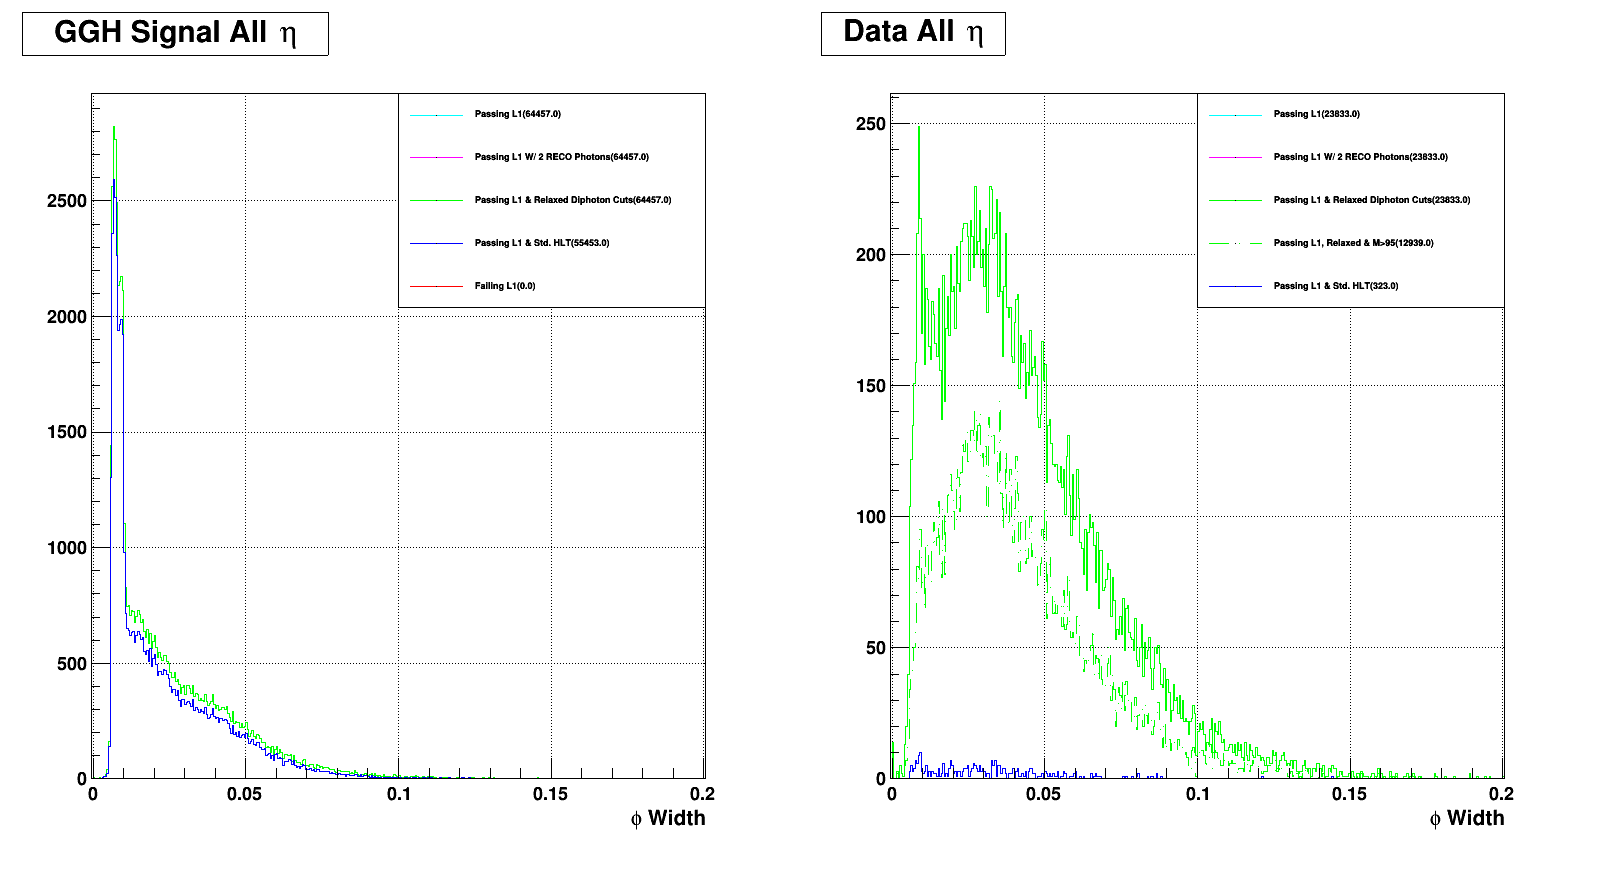 GGH Signal All η
Passing L1(64457.0)
Passing L1 W/ 2 RECO Photons(64457.0)
Passing L1 & Relaxed Diphoton Cuts(64457.0)
Passing L1 & Std. HLT(55453.0)
Failing L1(0.0)
2500
2000
1500
1000
500
0
0 0.05 0.1 0.15 0.2
ϕ Width
Data All η
Passing L1(23833.0)
Passing L1 W/ 2 RECO Photons(23833.0)
Passing L1 & Relaxed Diphoton Cuts(23833.0)
Passing L1, Relaxed & M>95(12939.0)
Passing L1 & Std. HLT(323.0)
250
200
150
100
50
0
0 0.05 0.1 0.15 0.2
ϕ Width